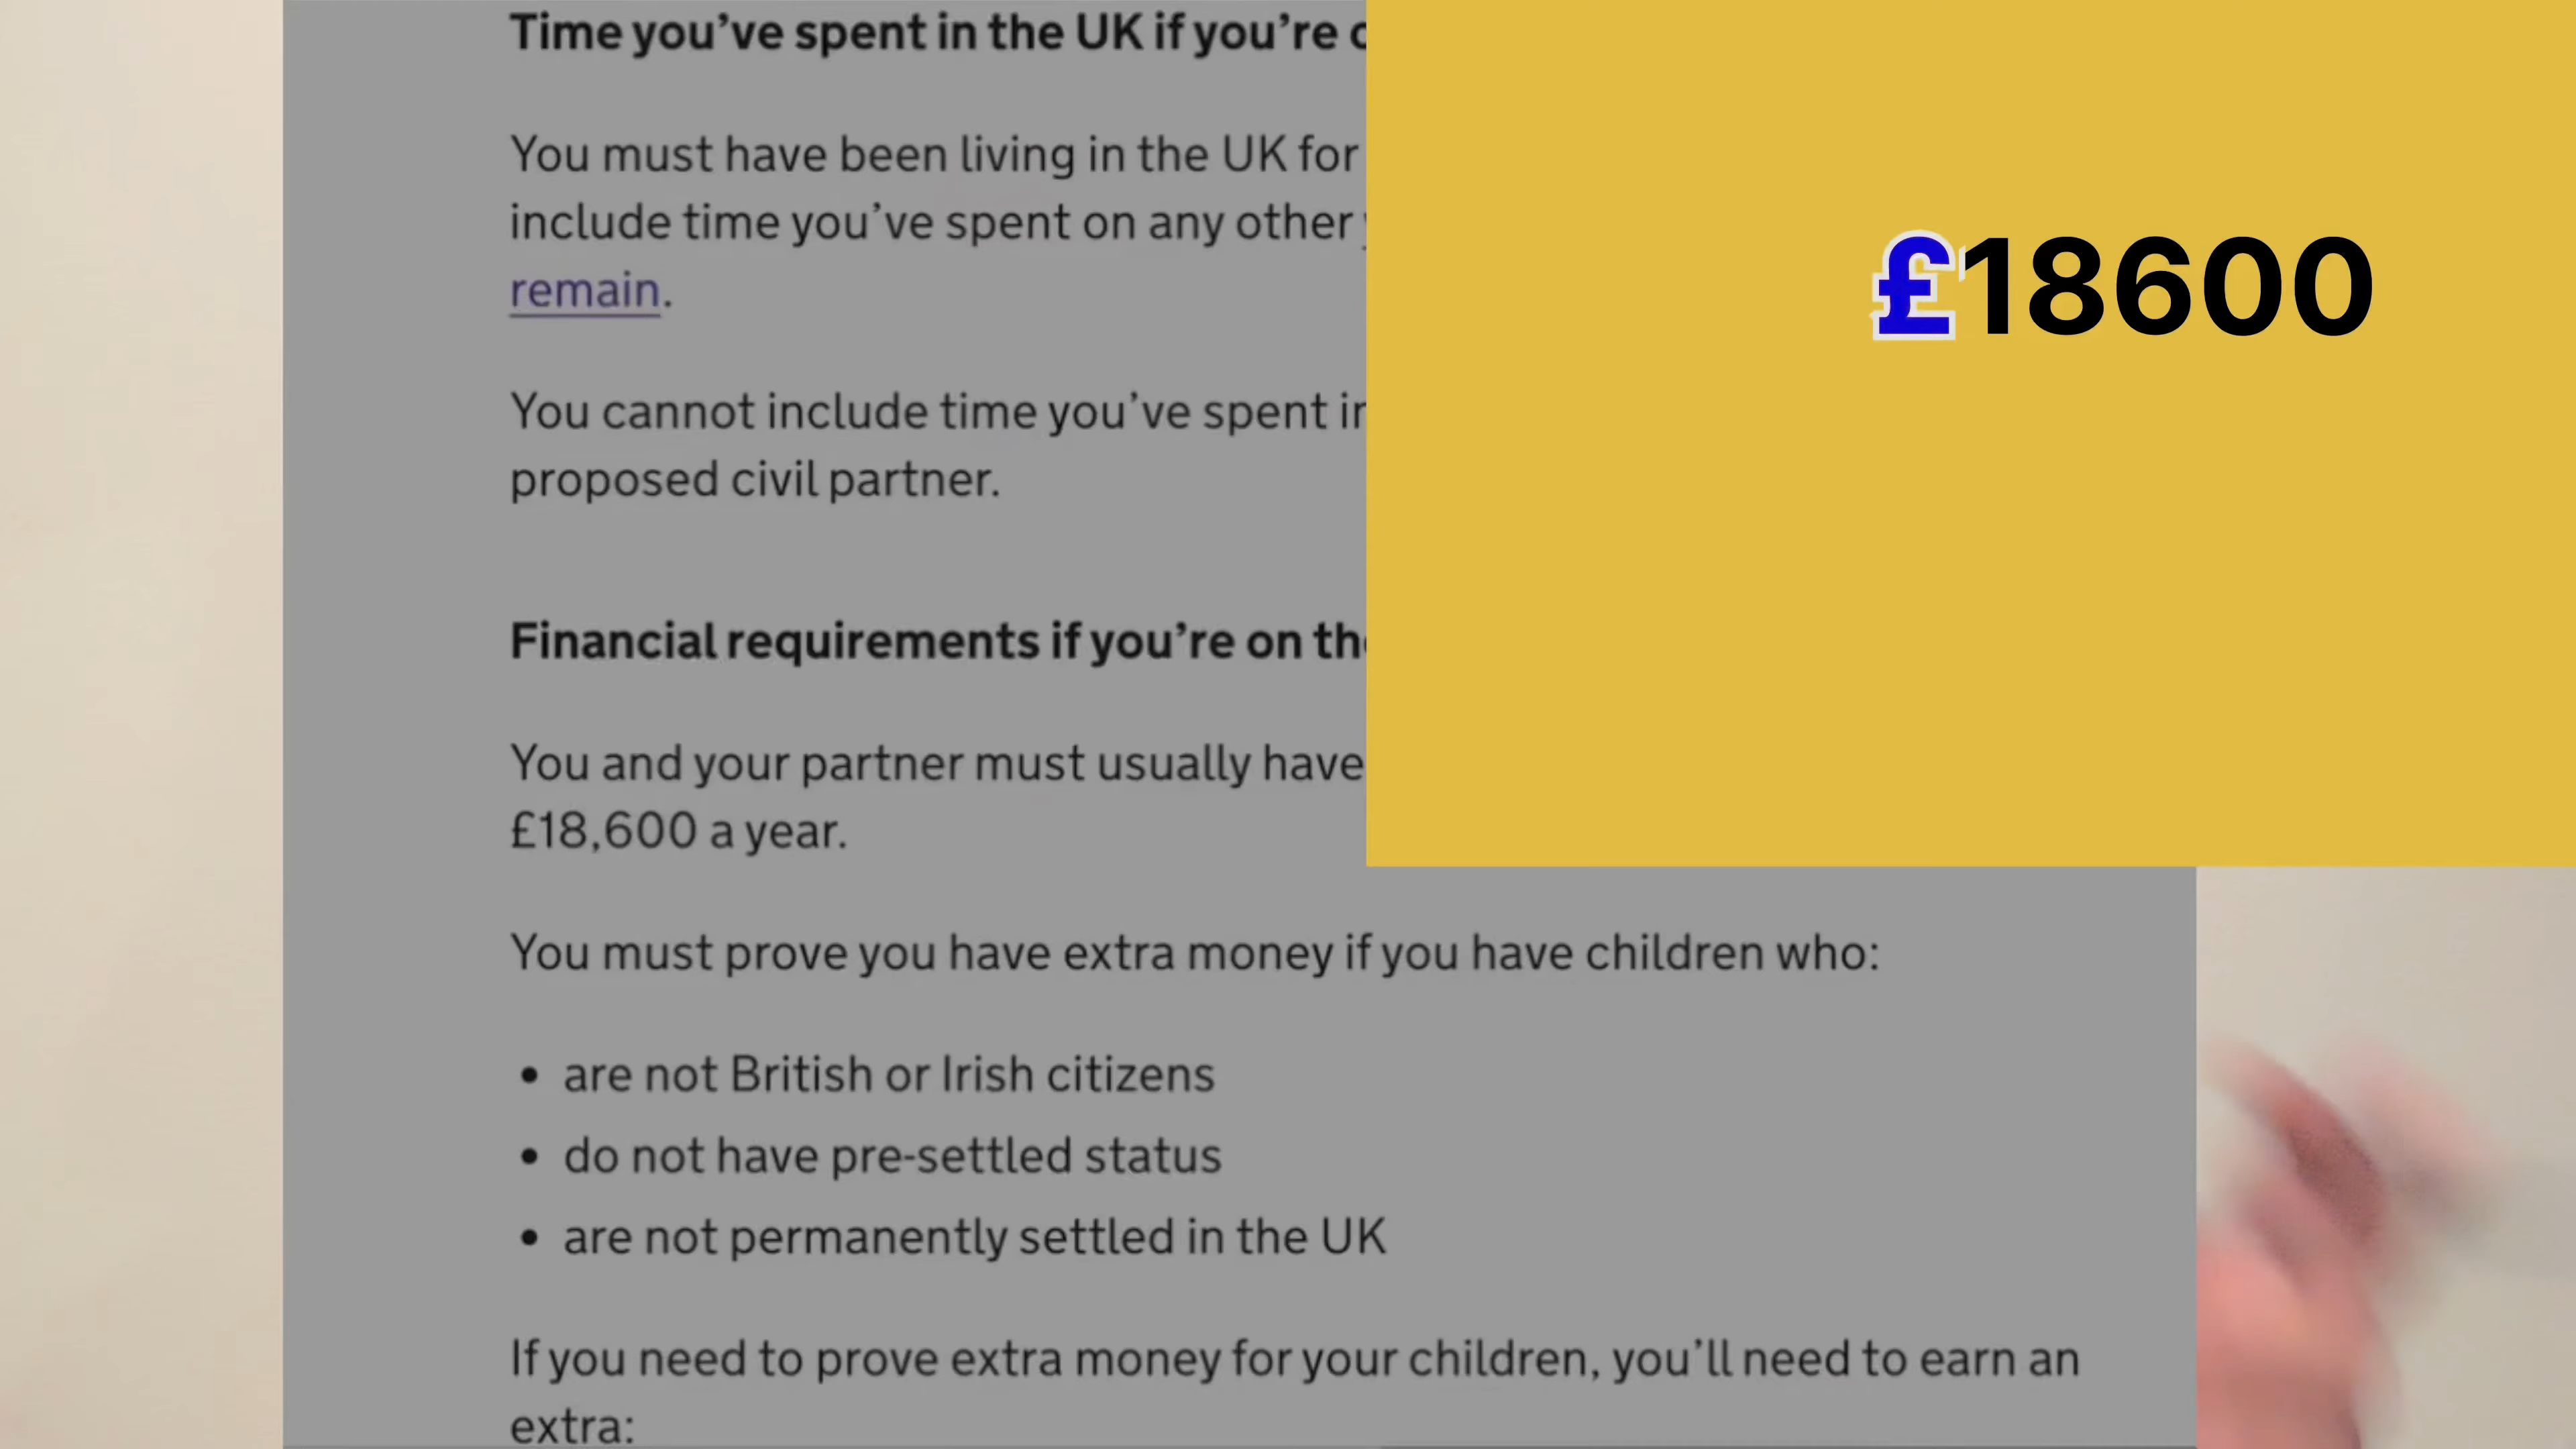 Time you've spent in the UK if you're
You must have been living in the UK for
include time you've spent on any other
remain.
You cannot include time you've spent
proposed civil partner.
Financial requirements if you're on
You and your partner must usually have
£18,600 a year.
You must prove you have extra money if you have children who:
• are not British or Irish citizens
• do not have pre-settled status
• are not permanently settled in the UK
If you need to prove extra money for your children, you'll need to earn an
extra:
£18600